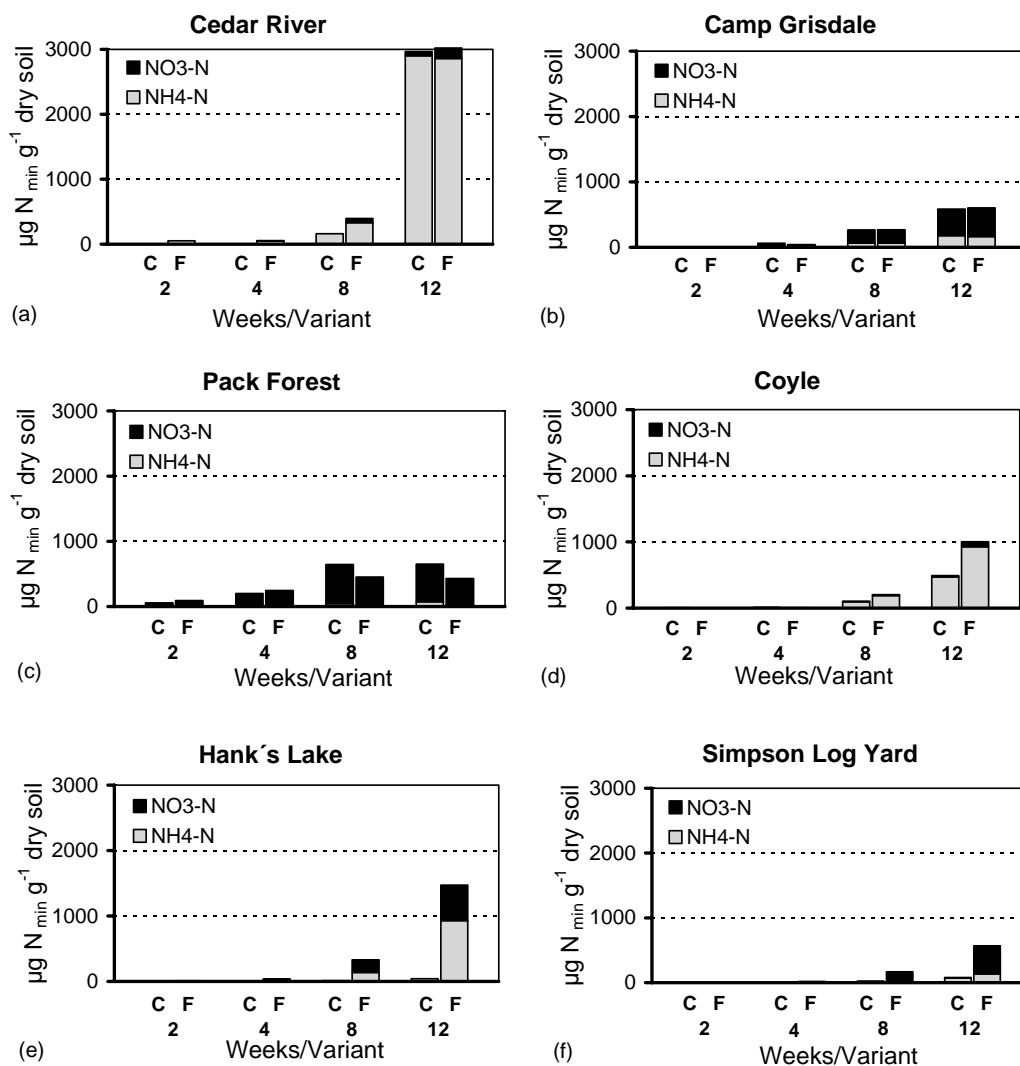 Cedar River
3000
2000
1000
0
µg N min g-1 dry soil
NO3-N
NH4-N
C F C F C F C F
2 4 8 12
Weeks/Variant
(a)
Camp Grisdale
3000
2000
1000
0
µg N min g-1 dry soil
NO3-N
NH4-N
C F C F C F C F
2 4 8 12
Weeks/Variant
(b)
Pack Forest
3000
2000
1000
0
µg N min g-1 dry soil
NO3-N
NH4-N
C F C F C F C F
2 4 8 12
Weeks/Variant
(c)
Coyle
3000
2000
1000
0
µg N min g-1 dry soil
NO3-N
NH4-N
C F C F C F C F
2 4 8 12
Weeks/Variant
(d)
Hank´s Lake
3000
2000
1000
0
µg N min g-1 dry soil
NO3-N
NH4-N
C F C F C F C F
2 4 8 12
Weeks/Variant
(e)
Simpson Log Yard
3000
2000
1000
0
µg N min g-1 dry soil
NO3-N
NH4-N
C F C F C F C F
2 4 8 12
Weeks/Variant
(f)